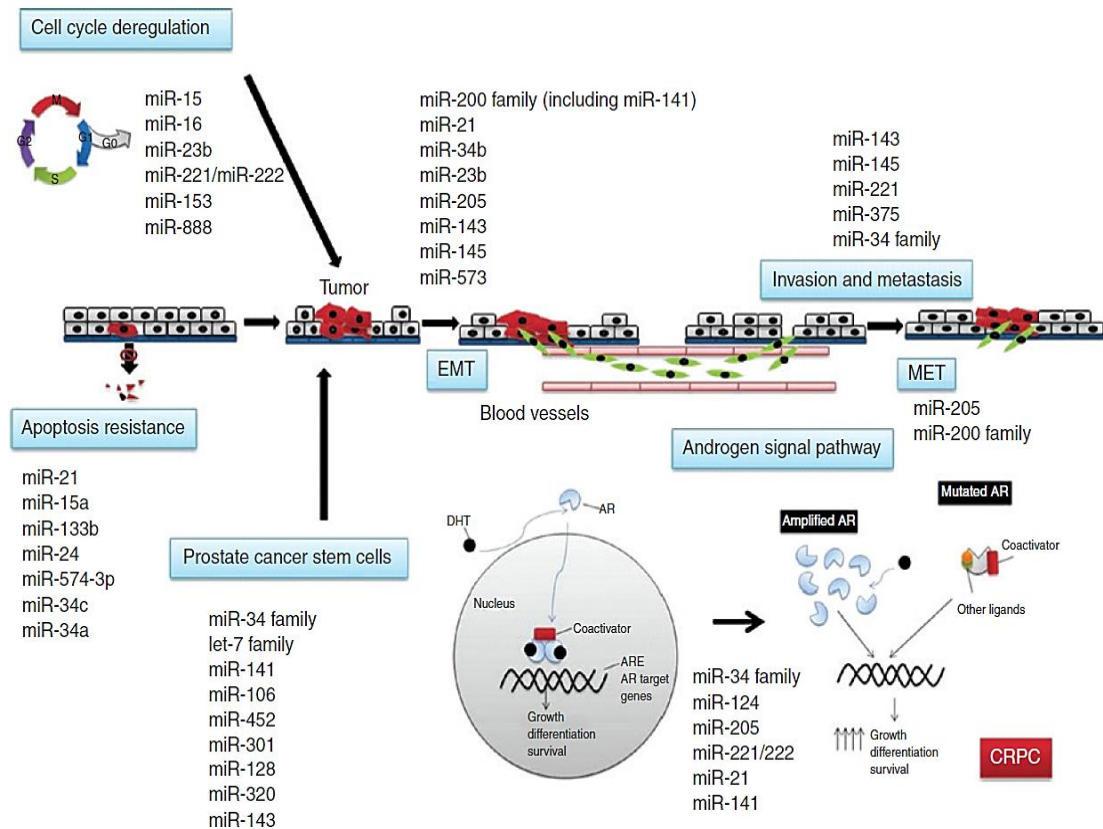 Cell cycle deregulation
M
G1
G0
S
G2
miR-15
miR-16
miR-23b
miR-221/miR-222
miR-153
miR-888
miR-200 family (including miR-141)
miR-21
miR-34b
miR-23b
miR-205
miR-143
miR-145
miR-573
miR-143
miR-145
miR-221
miR-375
miR-34 family
Invasion and metastasis
Tumor
EMT
Blood vessels
MET
miR-205
miR-200 family
Apoptosis resistance
miR-21
miR-15a
miR-133b
miR-24
miR-574-3p
miR-34c
miR-34a
Prostate cancer stem cells
miR-34 family
let-7 family
miR-141
miR-106
miR-452
miR-301
miR-128
miR-320
miR-143
Androgen signal pathway
DHT
AR
Nucleus
Coactivator
ARE
AR target
genes
Growth
differentiation
survival
miR-34 family
miR-124
miR-205
miR-221/222
miR-21
miR-141
Amplified AR
Mutated AR
Coactivator
Other ligands
Growth
differentiation
survival
CRPC